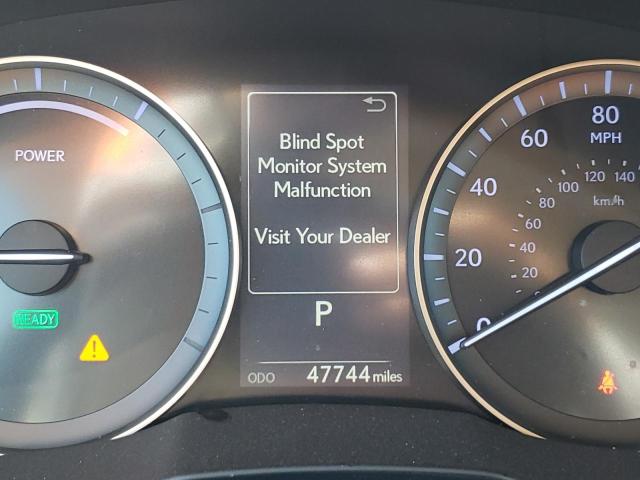 POWER
READY
Blind Spot
Monitor System
Malfunction
Visit Your Dealer
P
ODO 47744 miles
80
MPH
60
40
20
0
140
120
100
80
60
40
20
km/h